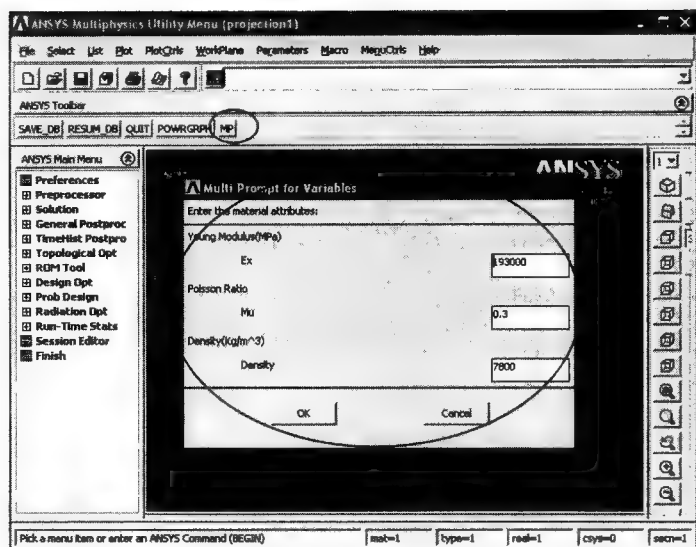 ANSYS Multiphysics Utility Menu (projection1)
File Select List Plot PlotCtrls WorkPlane Parameters Macro MenuCtrls Help
ANSYS Toolbar
SAVE_DB RESUM_DB QUIT POWRGRPH MP
ANSYS Main Menu
Preferences
Preprocessor
Solution
General Postproc
TimeHist Postpro
Topological Opt
ROM Tool
Design Opt
Prob Design
Radiation Opt
Run-Time Stats
Session Editor
Finish
ANSYS
Multi Prompt for Variables
Enter the material attributes:
Young Modulus(MPa)
Ex 193000
Poisson Ratio
Mu 0.3
Density(Kg/m^3)
Density 7800
OK Cancel
1
Pick a menu item or enter an ANSYS Command (BEGIN) mat=1 type=1 real=1 csys=0 secn=1